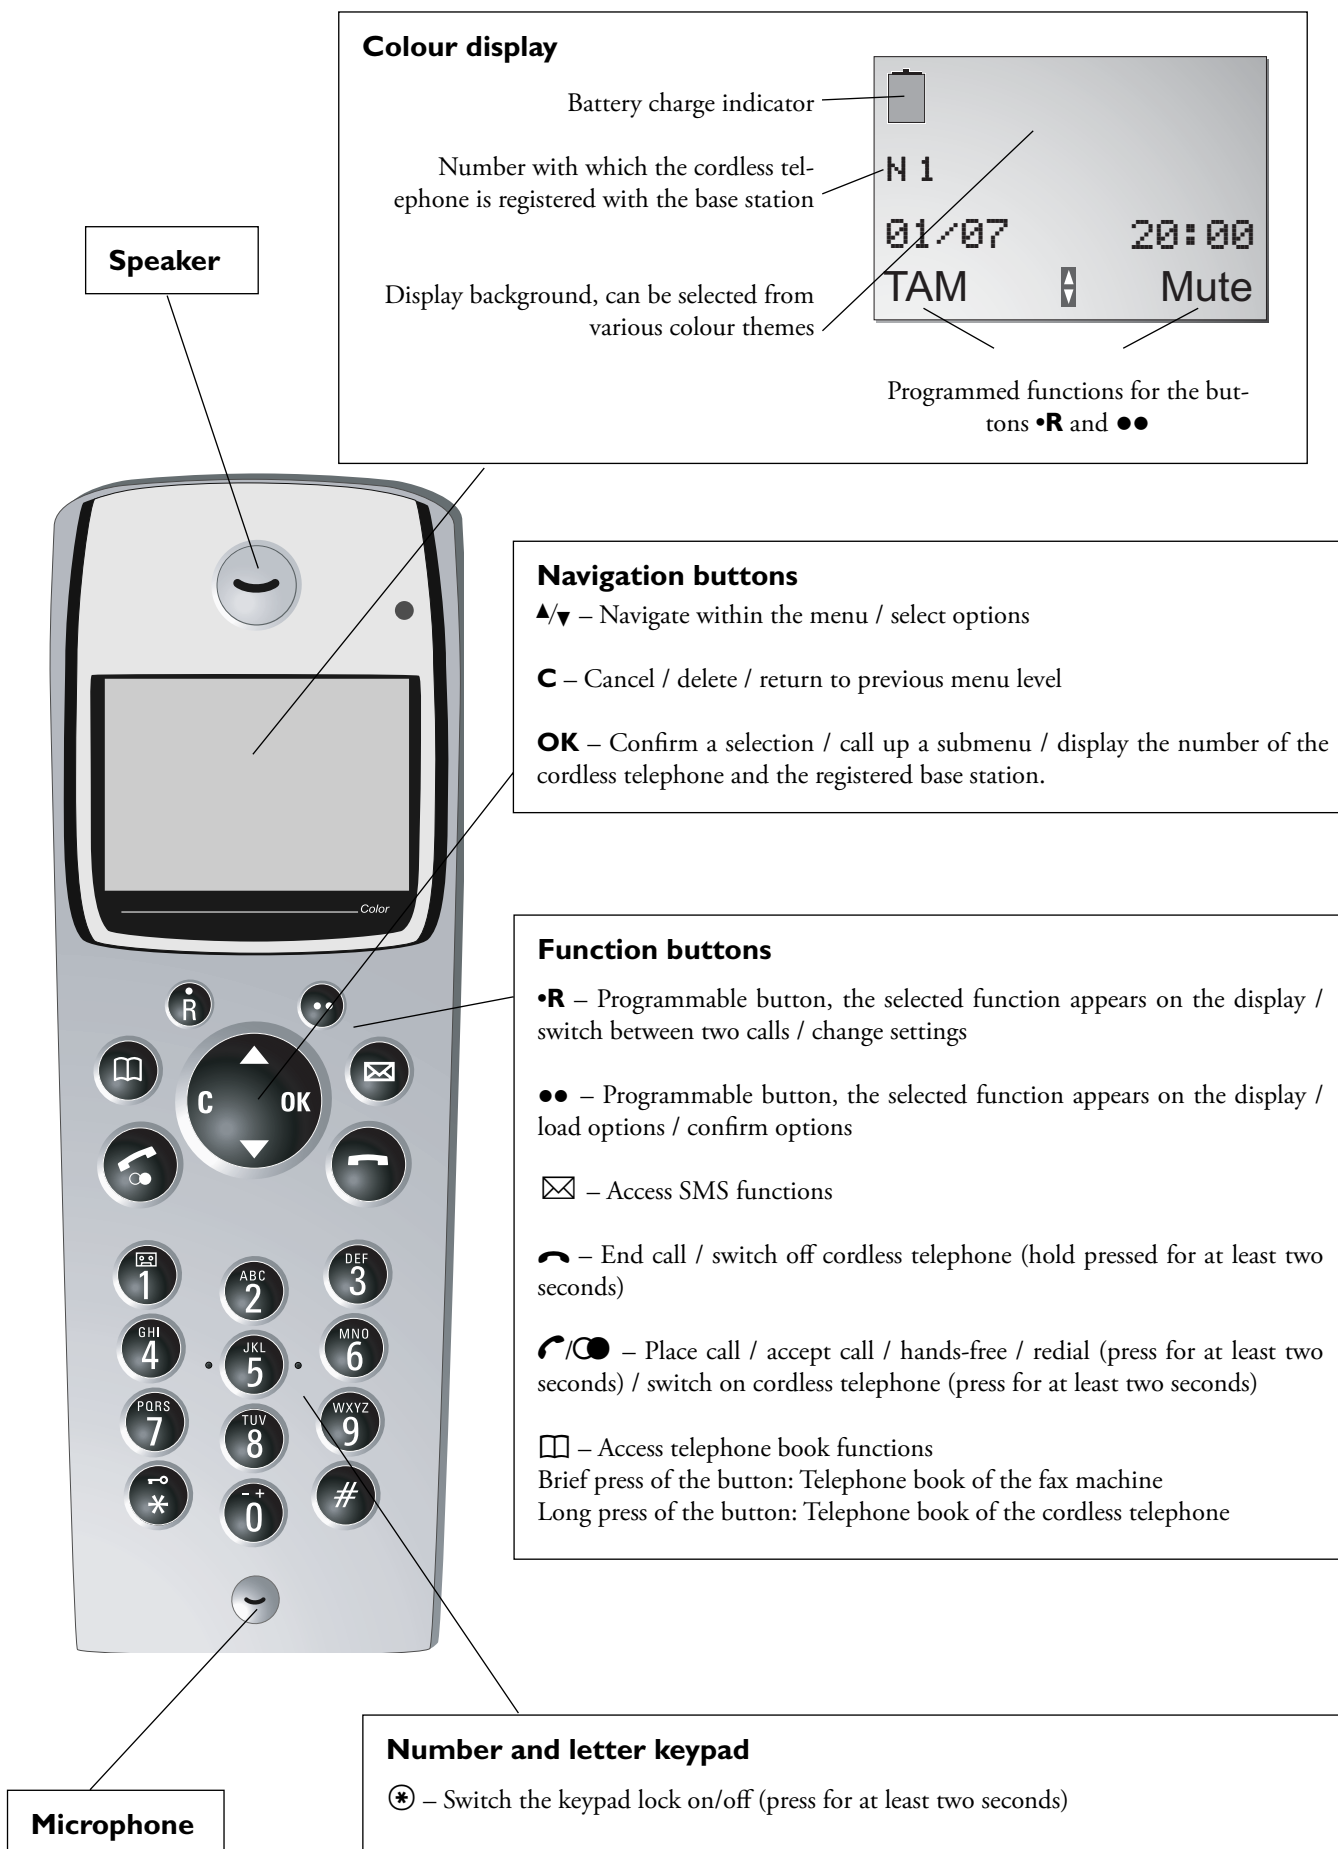 Colour display
Battery charge indicator
Number with which the cordless tel-
ephone is registered with the base station
Display background, can be selected from
various colour themes
N 1
01/07 20:00
TAM Mute
Programmed functions for the but-
tons •R and ●●
Speaker
Color
R
C OK
1
ABC
2
DEF
3
GHI
4
JKL
5
MNO
6
PQRS
7
TUV
8
WXYZ
9
*
- +
0
#
Navigation buttons
▲/▼ – Navigate within the menu / select options
C – Cancel / delete / return to previous menu level
OK – Confirm a selection / call up a submenu / display the number of the
cordless telephone and the registered base station.
Function buttons
•R – Programmable button, the selected function appears on the display /
switch between two calls / change settings
●● – Programmable button, the selected function appears on the display /
load options / confirm options
– Access SMS functions
– End call / switch off cordless telephone (hold pressed for at least two
seconds)
/ – Place call / accept call / hands-free / redial (press for at least two
seconds) / switch on cordless telephone (press for at least two seconds)
– Access telephone book functions
Brief press of the button: Telephone book of the fax machine
Long press of the button: Telephone book of the cordless telephone
Number and letter keypad
* – Switch the keypad lock on/off (press for at least two seconds)
Microphone